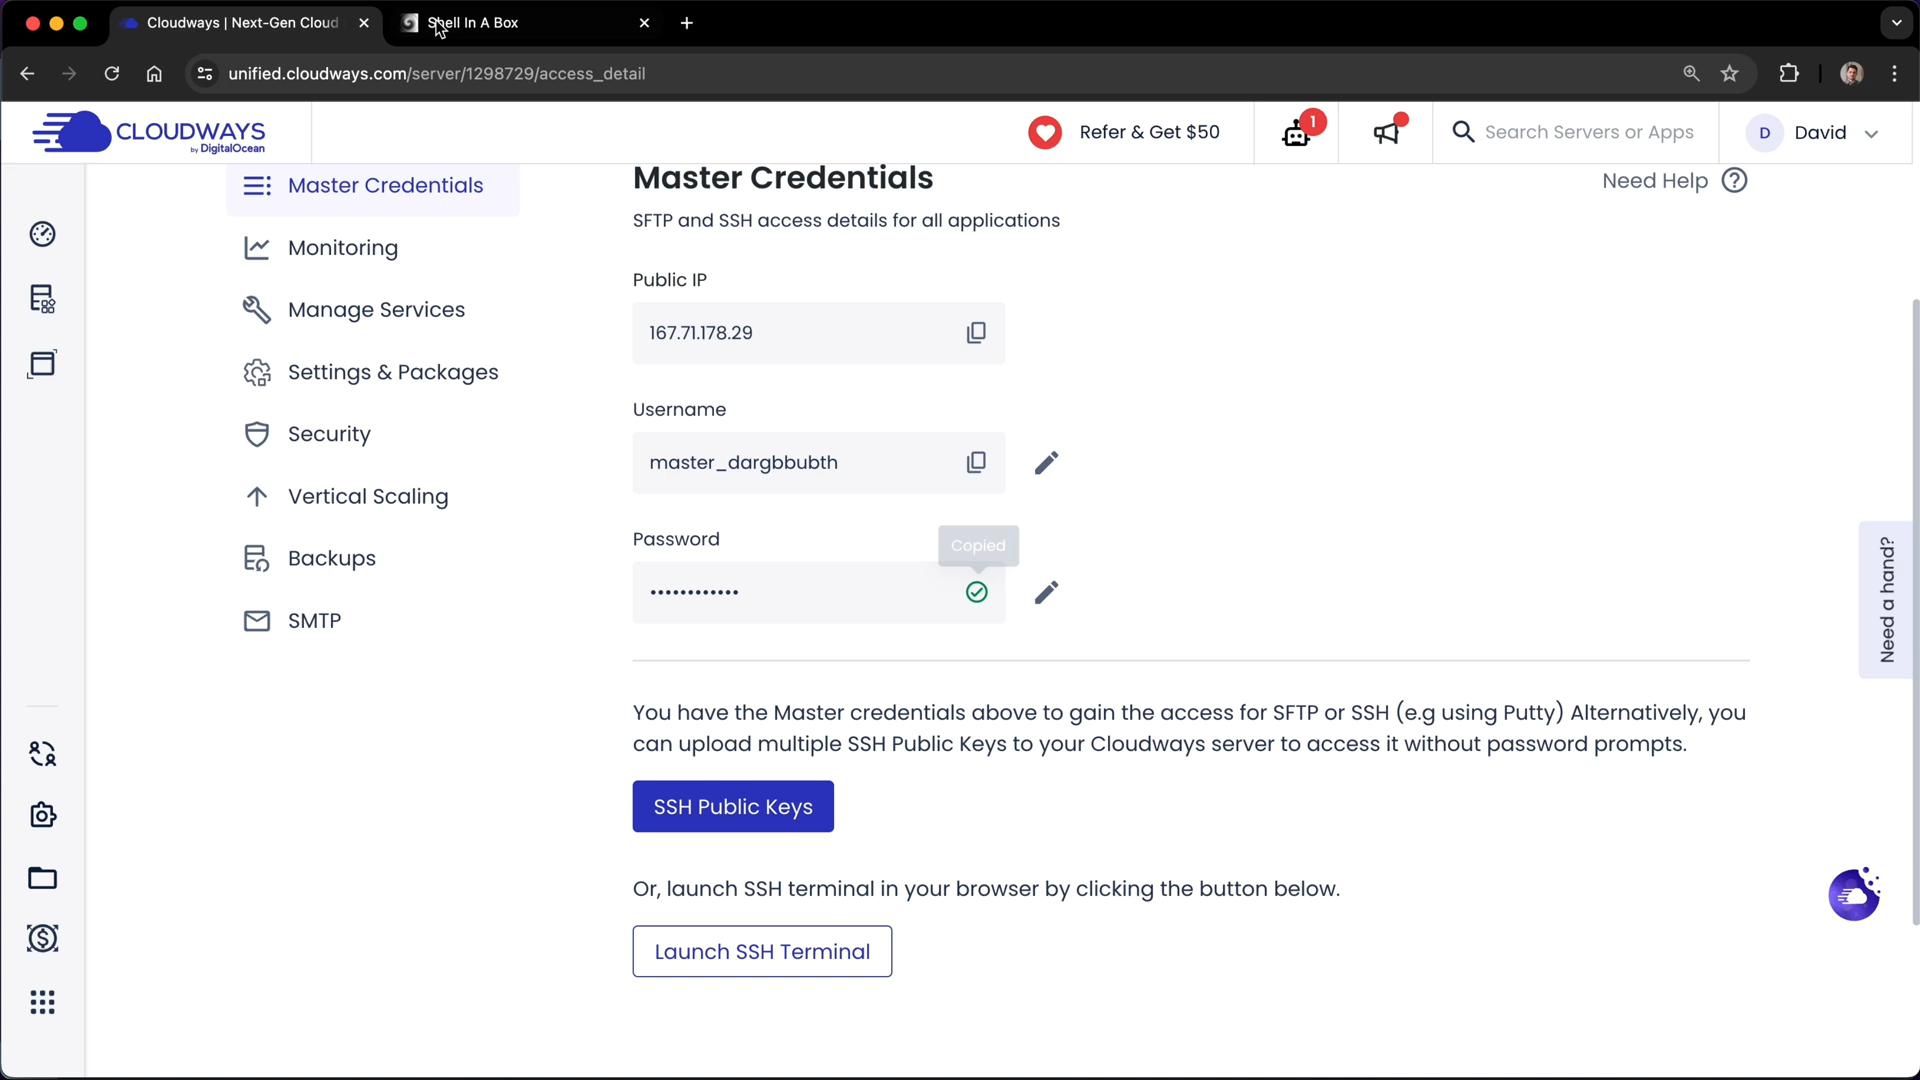 Cloudways | Next-Gen Cloud
Shell In A Box
unified.cloudways.com/server/1298729/access_detail
CLOUDWAYS
by DigitalOcean
Refer & Get $50
1
Search Servers or Apps
D
David
Master Credentials
Monitoring
Manage Services
Settings & Packages
Security
Vertical Scaling
Backups
SMTP
Master Credentials
Need Help
SFTP and SSH access details for all applications
Public IP
167.71.178.29
Username
master_dargbbubth
Password
Copied
••••••••••••
You have the Master credentials above to gain the access for SFTP or SSH (e.g using Putty) Alternatively, you
can upload multiple SSH Public Keys to your Cloudways server to access it without password prompts.
SSH Public Keys
Or, launch SSH terminal in your browser by clicking the button below.
Launch SSH Terminal
Need a hand?